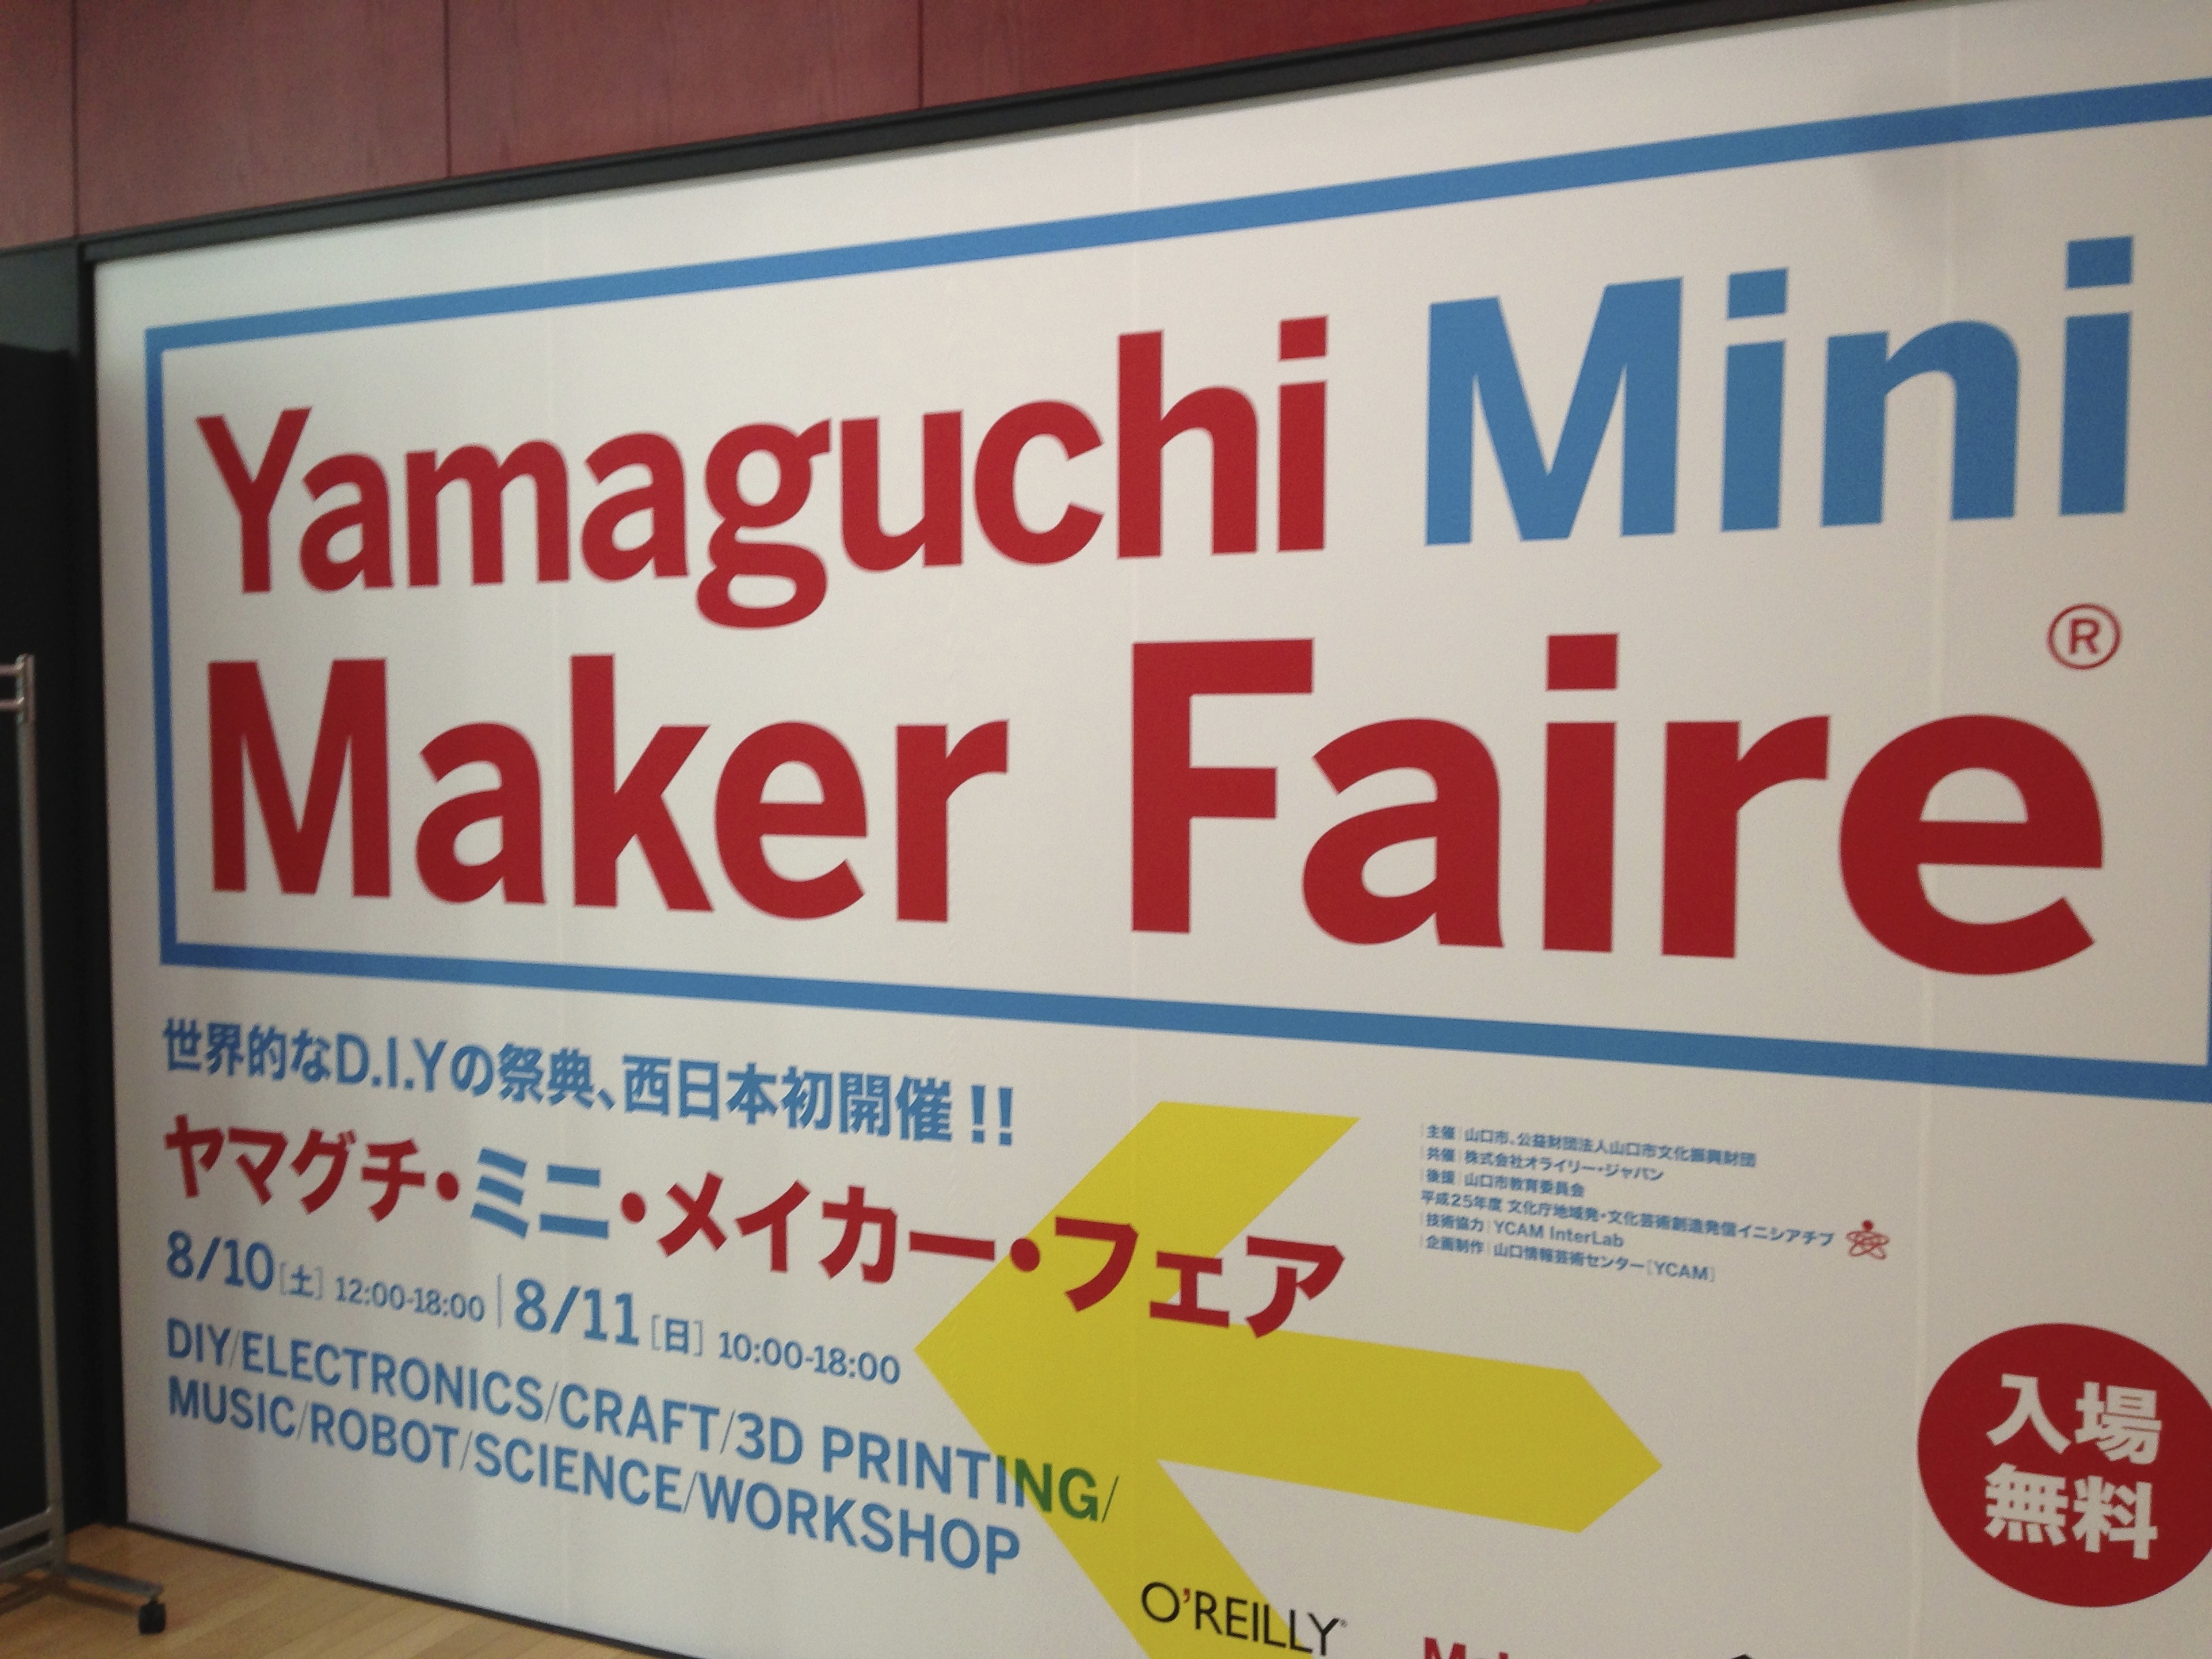 Yamaguchi Mini
Maker Faire®
世界的なD.I.Yの祭典、西日本初開催!!
ヤマグチ・ミニ・メイカー・フェア
8/10[土] 12:00-18:00 | 8/11[日] 10:00-18:00
DIY/ELECTRONICS/CRAFT/3D PRINTING/
MUSIC/ROBOT/SCIENCE/WORKSHOP
主催|山口市、公益財団法人山口市文化振興財団
共催|株式会社オライリー・ジャパン
後援|山口市教育委員会
平成25年度 文化庁地域発・文化芸術創造発信イニシアチブ
技術協力|YCAM InterLab
企画制作|山口情報芸術センター[YCAM]
入場
無料
O'REILLY®